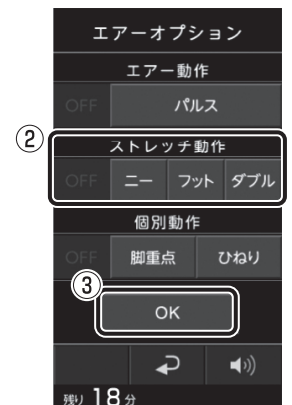 エアーオプション
エアー動作
OFF パルス
②
ストレッチ動作
OFF ニー フット ダブル
個別動作
OFF 脚重点 ひねり
③
OK
残り 18分